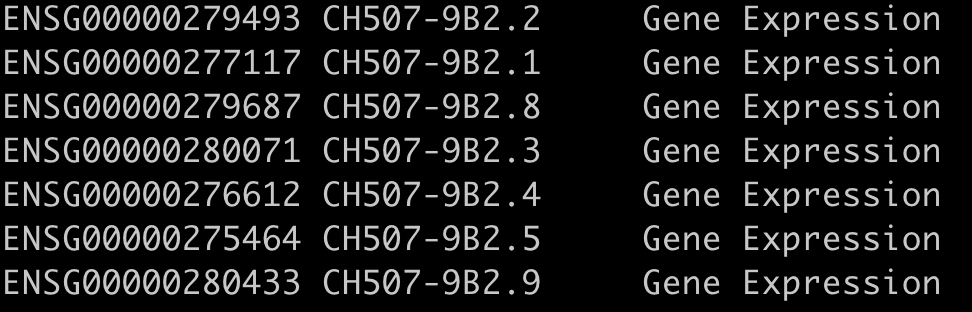 ENSG00000279493 CH507-9B2.2 Gene Expression
ENSG00000277117 CH507-9B2.1 Gene Expression
ENSG00000279687 CH507-9B2.8 Gene Expression
ENSG00000280071 CH507-9B2.3 Gene Expression
ENSG00000276612 CH507-9B2.4 Gene Expression
ENSG00000275464 CH507-9B2.5 Gene Expression
ENSG00000280433 CH507-9B2.9 Gene Expression